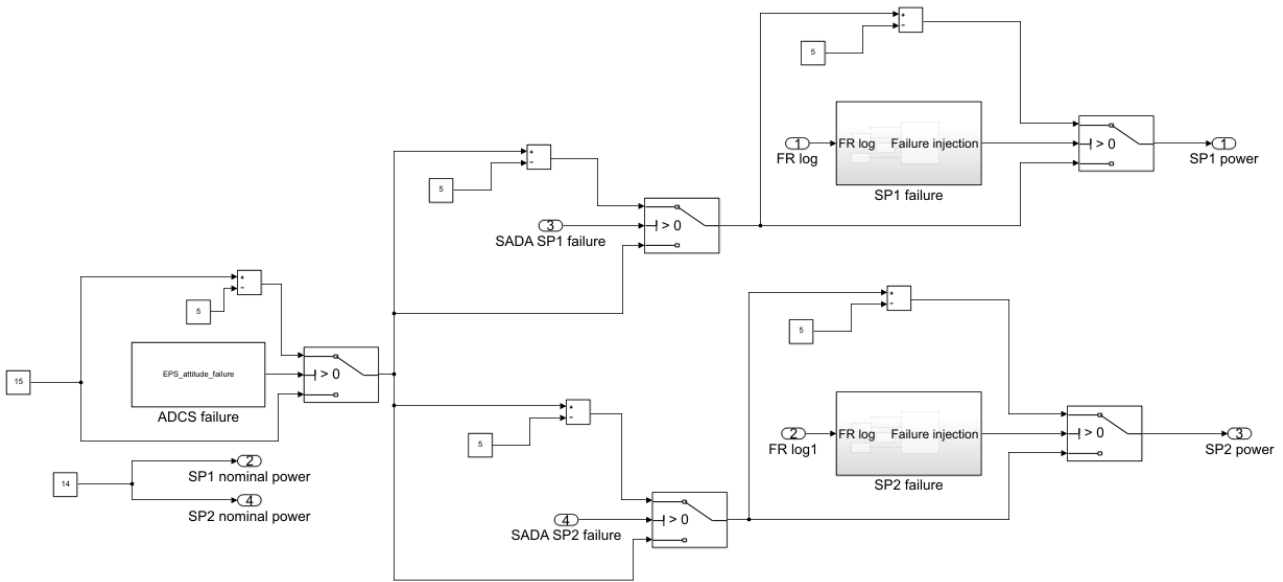 +
−
5
1
FR log
FR log
Failure injection
SP1 failure
> 0
1
SP1 power
+
−
5
3
SADA SP1 failure
> 0
+
−
5
15
EPS_attitude_failure
ADCS failure
> 0
+
−
5
2
FR log1
FR log
Failure injection
SP2 failure
> 0
3
SP2 power
+
−
5
4
SADA SP2 failure
> 0
14
2
SP1 nominal power
4
SP2 nominal power